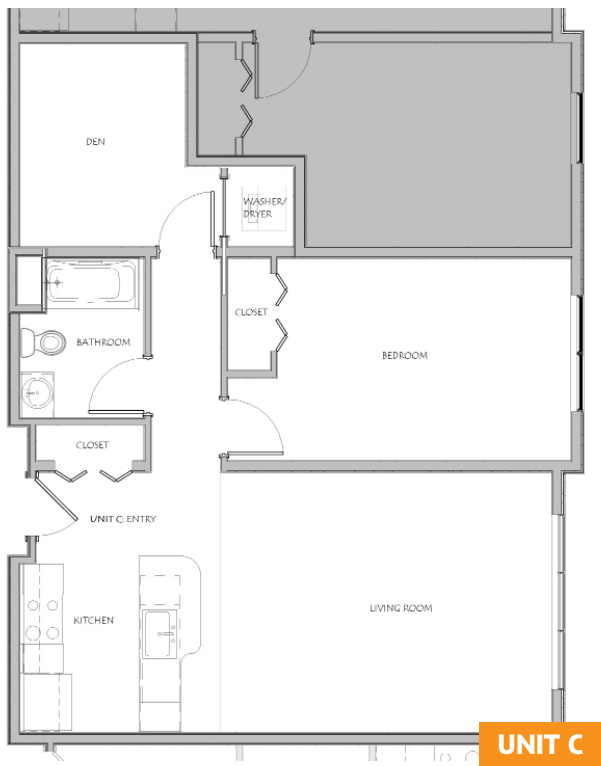 DEN
WASHER/
DRYER
CLOSET
BATHROOM
BEDROOM
CLOSET
UNIT C: ENTRY
KITCHEN
LIVING ROOM
UNIT C